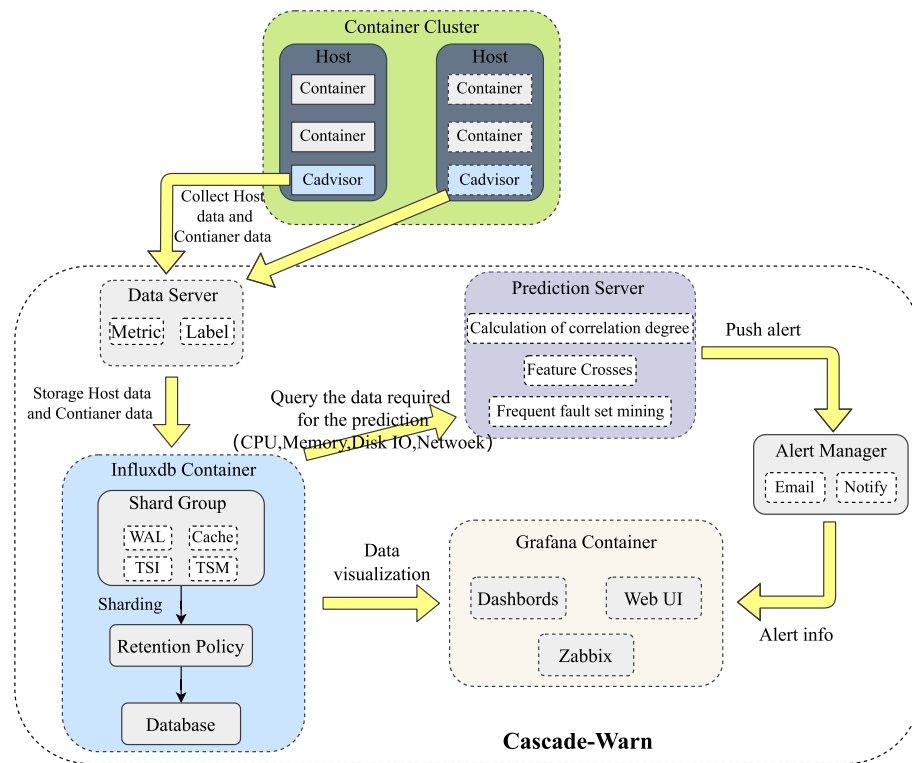 Container Cluster
Host
Container
Container
Cadvisor
Host
Container
Container
Cadvisor
Collect Host
data and
Contianer data
Data Server
Metric
Label
Storage Host data
and Contianer data
Prediction Server
Calculation of correlation degree
Feature Crosses
Frequent fault set mining
Push alert
Query the data required
for the prediction
(CPU,Memory,Disk IO,Netwoek)
Alert Manager
Email
Notify
Influxdb Container
Shard Group
WAL
Cache
TSI
TSM
Sharding
Retention Policy
Database
Data
visualization
Grafana Container
Dashbords
Web UI
Zabbix
Alert info
Cascade-Warn